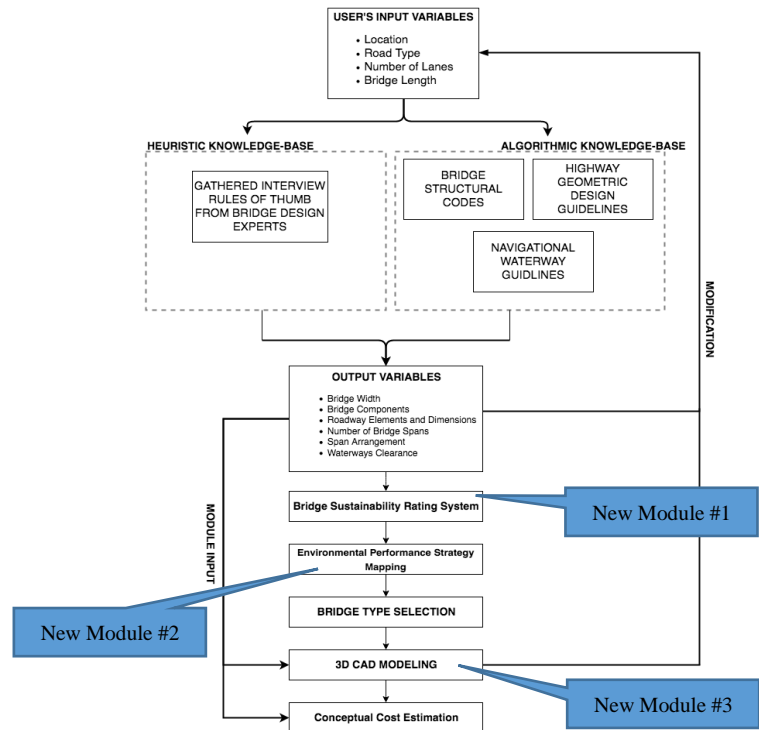 USER'S INPUT VARIABLES
• Location
• Road Type
• Number of Lanes
• Bridge Length
HEURISTIC KNOWLEDGE-BASE
ALGORITHMIC KNOWLEDGE-BASE
GATHERED INTERVIEW
RULES OF THUMB
FROM BRIDGE DESIGN
EXPERTS
BRIDGE
STRUCTURAL
CODES
HIGHWAY
GEOMETRIC
DESIGN
GUIDELINES
NAVIGATIONAL
WATERWAY
GUIDLINES
MODIFICATION
OUTPUT VARIABLES
• Bridge Width
• Bridge Components
• Roadway Elements and Dimensions
• Number of Bridge Spans
• Span Arrangement
• Waterways Clearance
MODULE INPUT
Bridge Sustainability Rating System
New Module #1
Environmental Performance Strategy
Mapping
New Module #2
BRIDGE TYPE SELECTION
3D CAD MODELING
New Module #3
Conceptual Cost Estimation